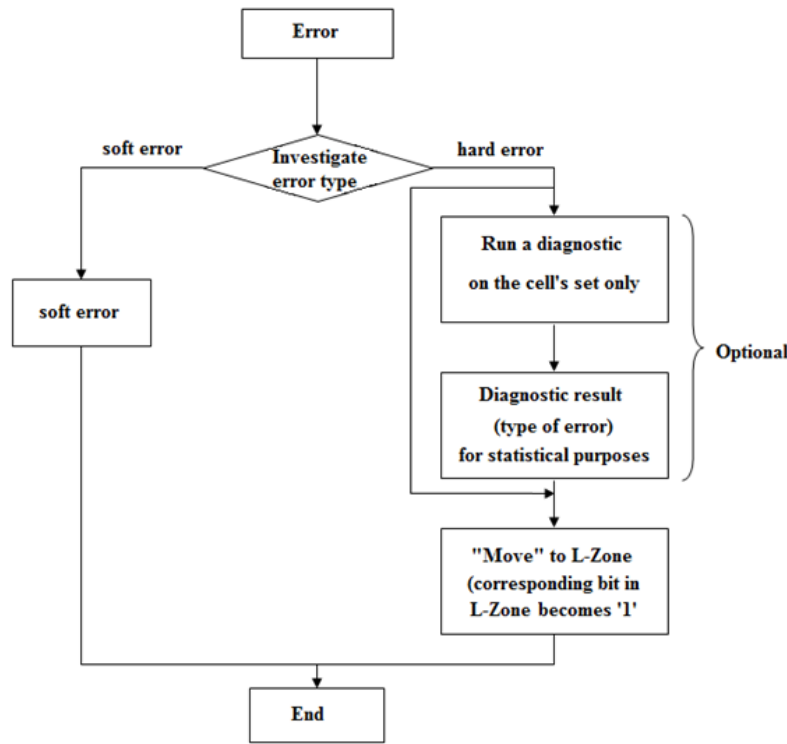 Error
soft error
hard error
Investigate
error type
Run a diagnostic
on the cell's set only
soft error
Optional
Diagnostic result
(type of error)
for statistical purposes
"Move" to L-Zone
(corresponding bit in
L-Zone becomes '1'
End